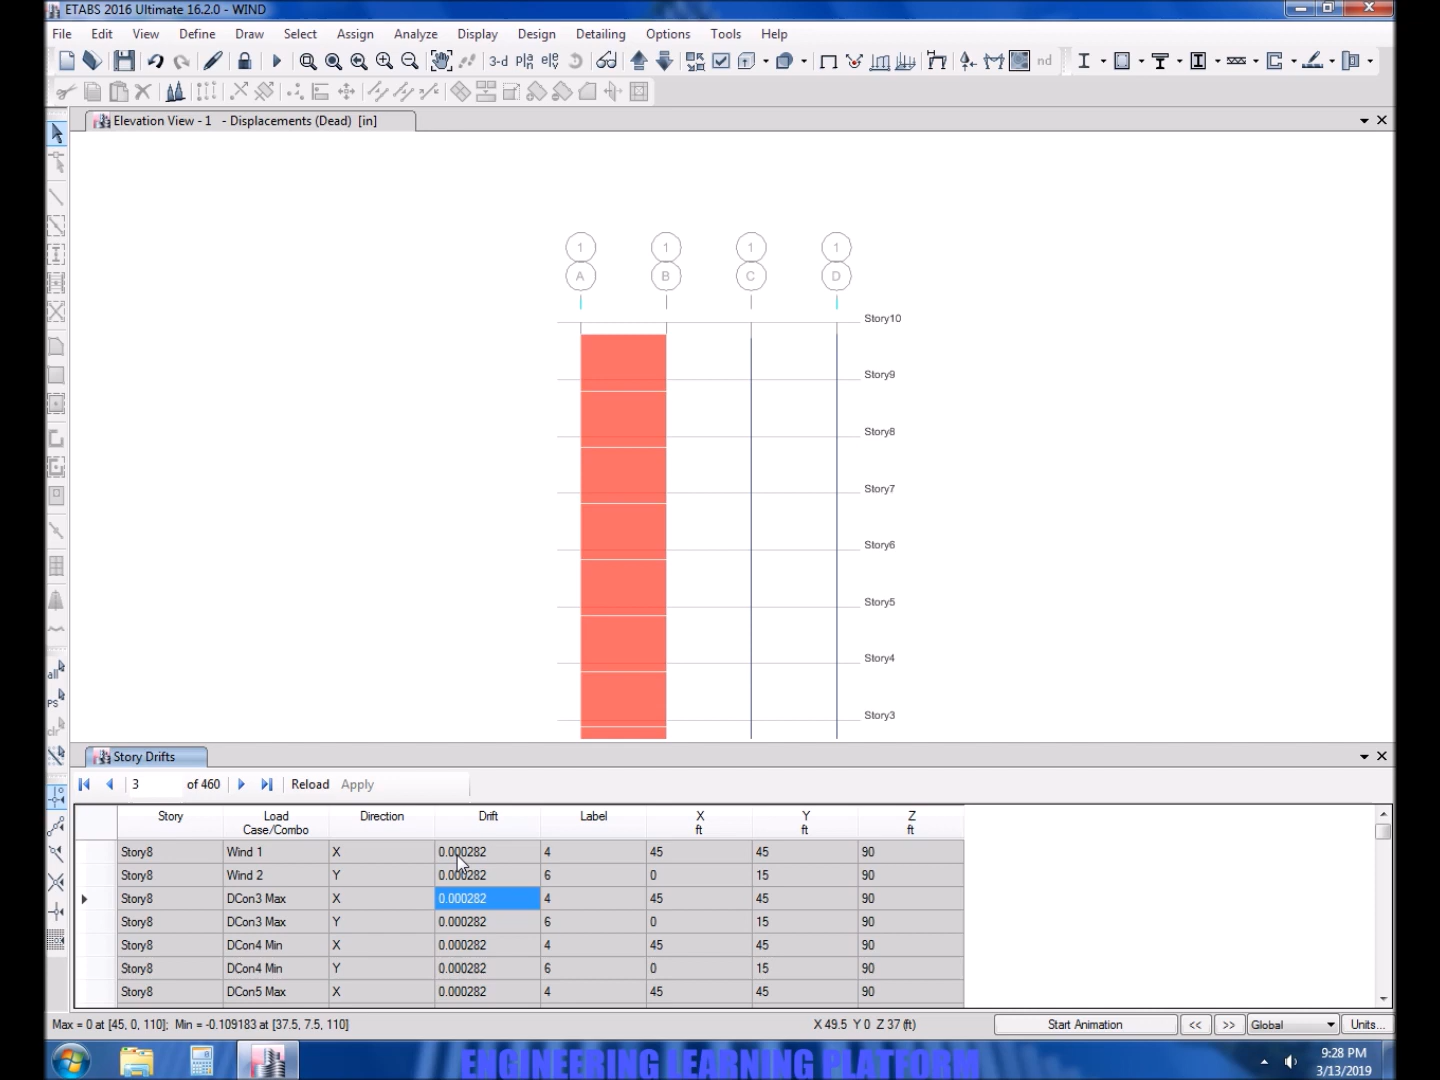 ETABS 2016 Ultimate 16.2.0 - WIND
File Edit View Define Draw Select Assign Analyze Display Design Detailing Options Tools Help
3-d nd
Elevation View - 1 - Displacements (Dead) [in]
1 1 1 1
A B C D
Story10
Story9
Story8
Story7
Story6
Story5
Story4
Story3
all
PS
clr
Story Drifts
3 of 460 Reload Apply
Story Load Case/Combo Direction Drift Label X ft Y ft Z ft
Story8 Wind 1 X 0.000282 4 45 45 90
Story8 Wind 2 Y 0.000282 6 0 15 90
Story8 DCon3 Max X 0.000282 4 45 45 90
Story8 DCon3 Max Y 0.000282 6 0 15 90
Story8 DCon4 Min X 0.000282 4 45 45 90
Story8 DCon4 Min Y 0.000282 6 0 15 90
Story8 DCon5 Max X 0.000282 4 45 45 90
Max = 0 at [45, 0, 110]; Min = -0.109183 at [37.5, 7.5, 110] X 49.5 Y 0 Z 37 (ft) Start Animation << >> Global Units...
ENGINEERING LEARNING PLATFORM
9:28 PM
3/13/2019